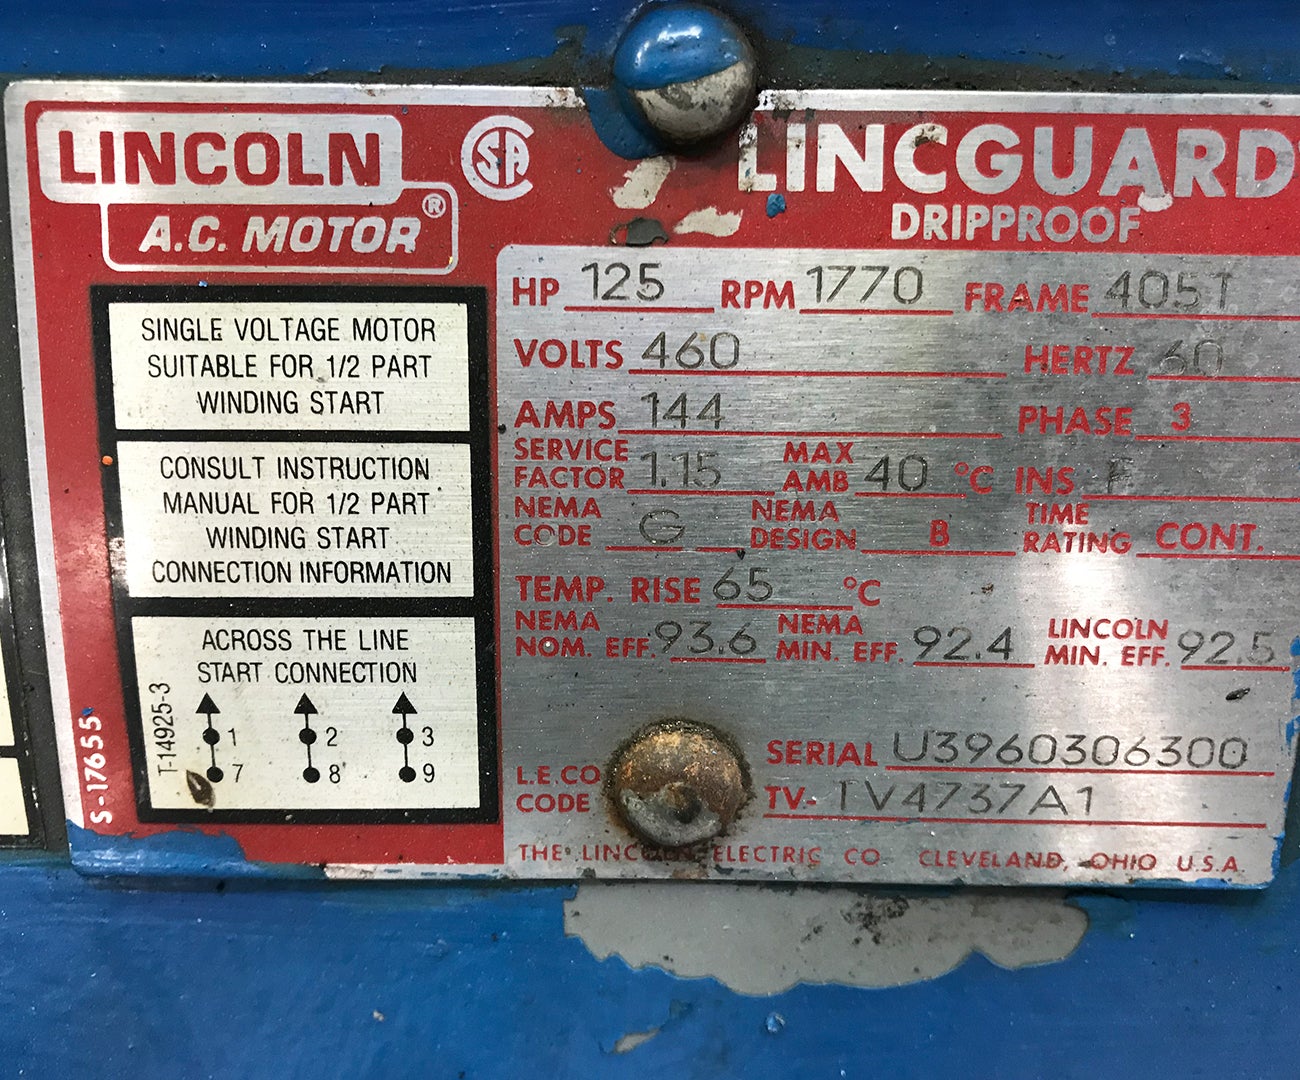 LINCOLN
A.C. MOTOR®
CSA
LINCGUARD
DRIPPROOF
SINGLE VOLTAGE MOTOR
SUITABLE FOR 1/2 PART
WINDING START
CONSULT INSTRUCTION
MANUAL FOR 1/2 PART
WINDING START
CONNECTION INFORMATION
ACROSS THE LINE
START CONNECTION
1 2 3
7 8 9
T-14925-3
S-17655
HP 125 RPM 1770 FRAME 405T
VOLTS 460 HERTZ 60
AMPS 144 PHASE 3
SERVICE FACTOR 1.15 MAX AMB 40 °C INS F
NEMA CODE G NEMA DESIGN B TIME RATING CONT.
TEMP. RISE 65 °C
NEMA NOM. EFF. 93.6 NEMA MIN. EFF. 92.4 LINCOLN MIN. EFF. 92.5
SERIAL U3960306300
L.E.CO CODE TV- TV4737A1
THE LINCOLN ELECTRIC CO. CLEVELAND, OHIO U.S.A.